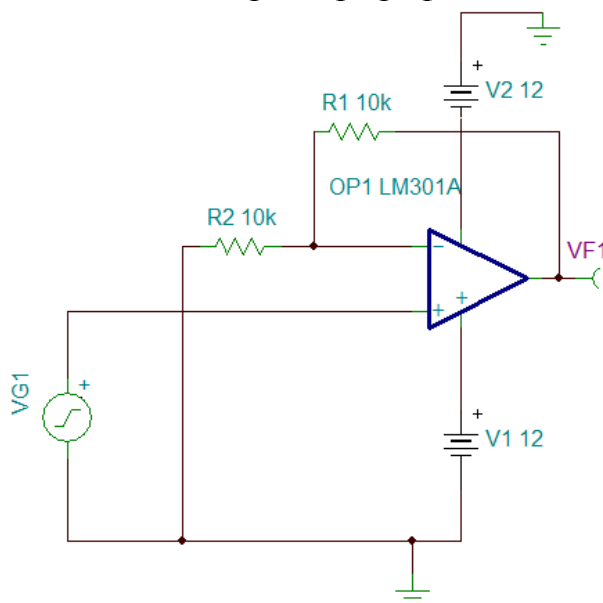 +
V2 12
R1 10k
OP1 LM301A
R2 10k
VF1
+
+
VG1
+
+
V1 12